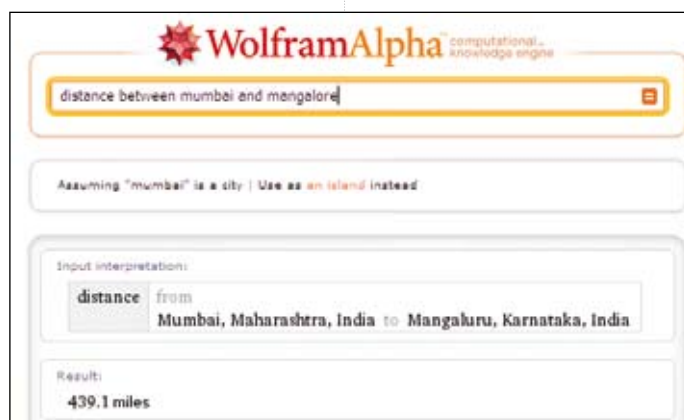 WolframAlpha computational knowledge engine
distance between mumbai and mangalore
Assuming "mumbai" is a city | Use as an island instead
Input interpretation:
distance from
Mumbai, Maharashtra, India to Mangaluru, Karnataka, India
Result:
439.1 miles